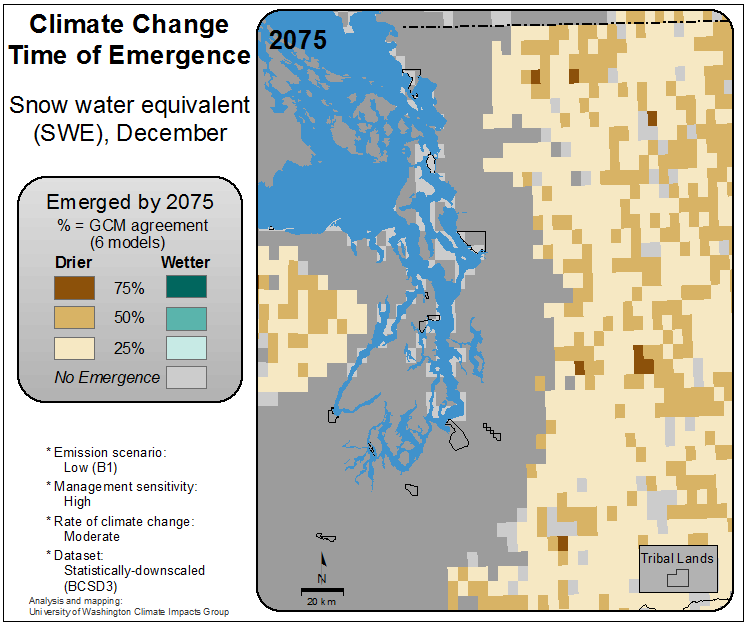 Climate Change
Time of Emergence
Snow water equivalent
(SWE), December
Emerged by 2075
% = GCM agreement
(6 models)
Drier Wetter
75%
50%
25%
No Emergence
* Emission scenario:
Low (B1)
* Management sensitivity:
High
* Rate of climate change:
Moderate
* Dataset:
Statistically-downscaled
(BCSD3)
Analysis and mapping:
University of Washington Climate Impacts Group
2075
N
20 km
Tribal Lands